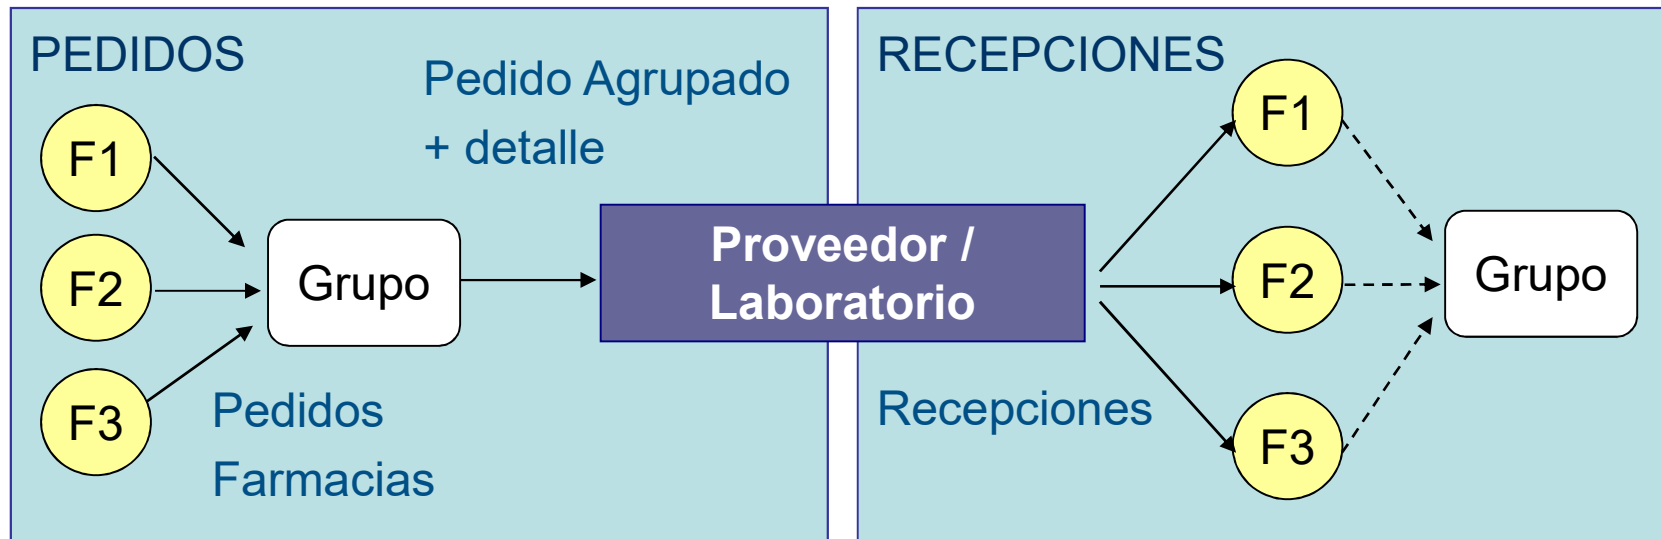 PEDIDOS
Pedido Agrupado
+ detalle
F1
F2
F3
Grupo
Pedidos
Farmacias
Proveedor /
Laboratorio
RECEPCIONES
F1
F2
F3
Grupo
Recepciones